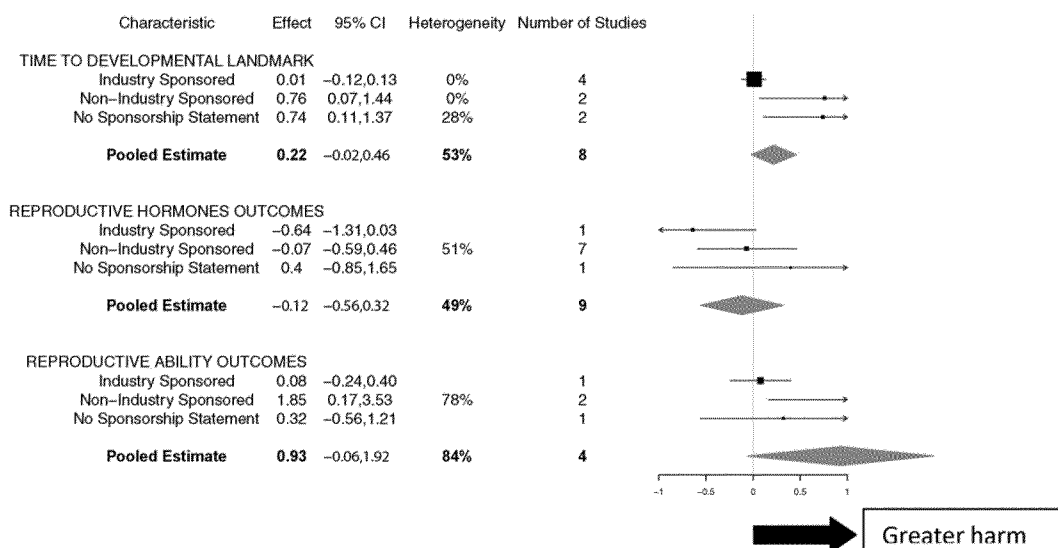 Characteristic Effect 95% CI Heterogeneity Number of Studies
TIME TO DEVELOPMENTAL LANDMARK
Industry Sponsored 0.01 −0.12,0.13 0% 4
Non−Industry Sponsored 0.76 0.07,1.44 0% 2
No Sponsorship Statement 0.74 0.11,1.37 28% 2
Pooled Estimate 0.22 −0.02,0.46 53% 8
REPRODUCTIVE HORMONES OUTCOMES
Industry Sponsored −0.64 −1.31,0.03 1
Non−Industry Sponsored −0.07 −0.59,0.46 51% 7
No Sponsorship Statement 0.4 −0.85,1.65 1
Pooled Estimate −0.12 −0.56,0.32 49% 9
REPRODUCTIVE ABILITY OUTCOMES
Industry Sponsored 0.08 −0.24,0.40 1
Non−Industry Sponsored 1.85 0.17,3.53 78% 2
No Sponsorship Statement 0.32 −0.56,1.21 1
Pooled Estimate 0.93 −0.06,1.92 84% 4
−1 −0.5 0 0.5 1
Greater harm